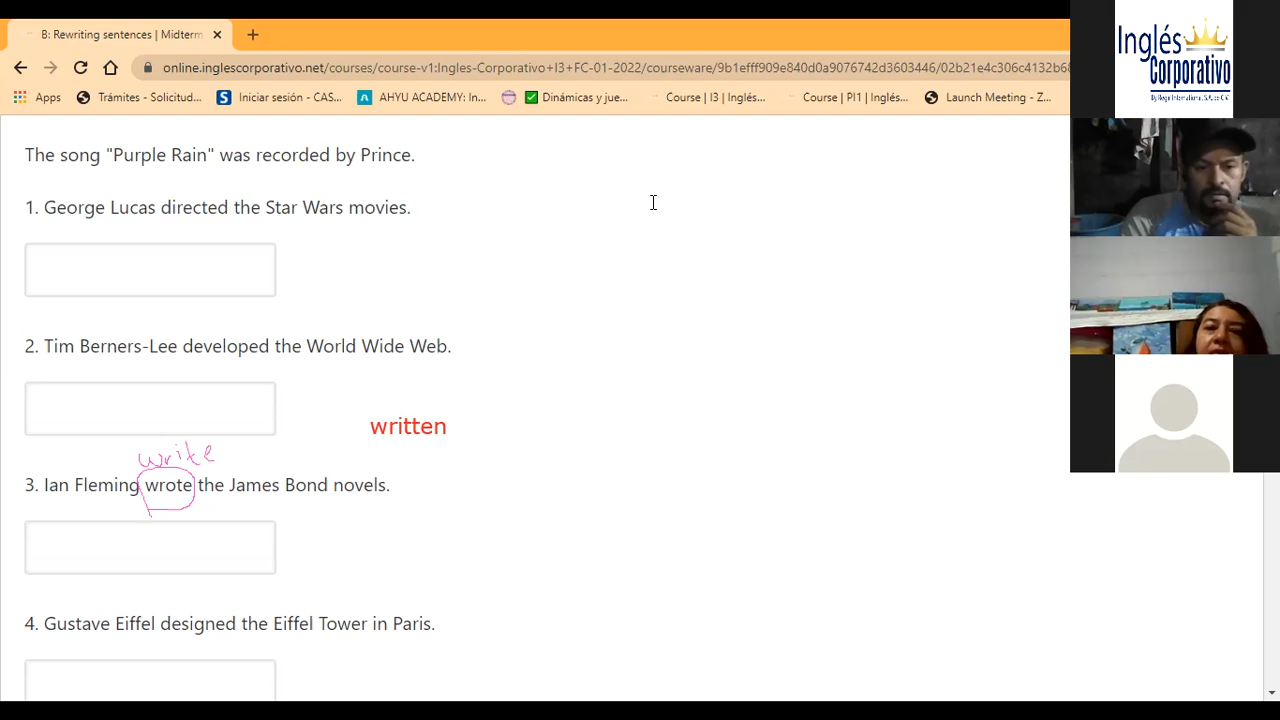 B: Rewriting sentences | Midterm
online.inglescorporativo.net/courses/course-v1:Ingles-Corporativo+I3+FC-01-2022/courseware/9b1efff909e840d0a9076742d3603446/02b21e4c306c4132b68
Apps Trámites - Solicitud... Iniciar sesión - CAS... AHYU ACADEMY: In... Dinámicas y jue... Course | I3 | Inglés... Course | PI1 | Inglés... Launch Meeting - Z...
Inglés
Corporativo
The song "Purple Rain" was recorded by Prince.
1. George Lucas directed the Star Wars movies.
2. Tim Berners-Lee developed the World Wide Web.
written
write
3. Ian Fleming wrote the James Bond novels.
4. Gustave Eiffel designed the Eiffel Tower in Paris.